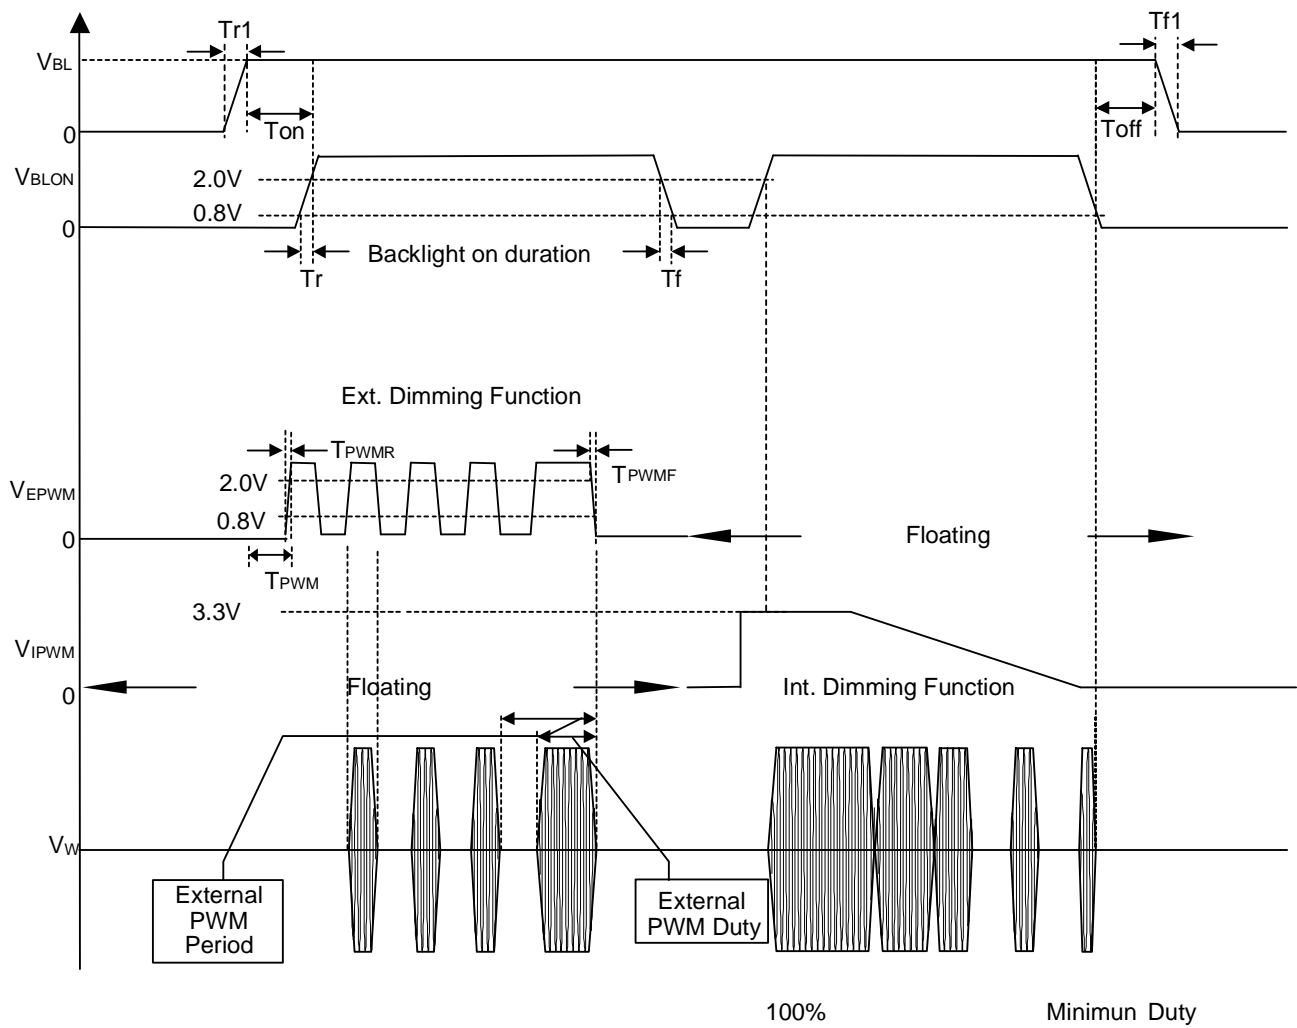 Tr1
Tf1
VBL
Ton
Toff
0
VBLON
2.0V
0.8V
0
Backlight on duration
Tr
Tf
Ext. Dimming Function
TPWMR
TPWMF
VEPWM
2.0V
0.8V
0
Floating
TPWM
3.3V
VIPWM
0
Floating
Int. Dimming Function
VW
External
PWM
Period
External
PWM Duty
100%
Minimun Duty